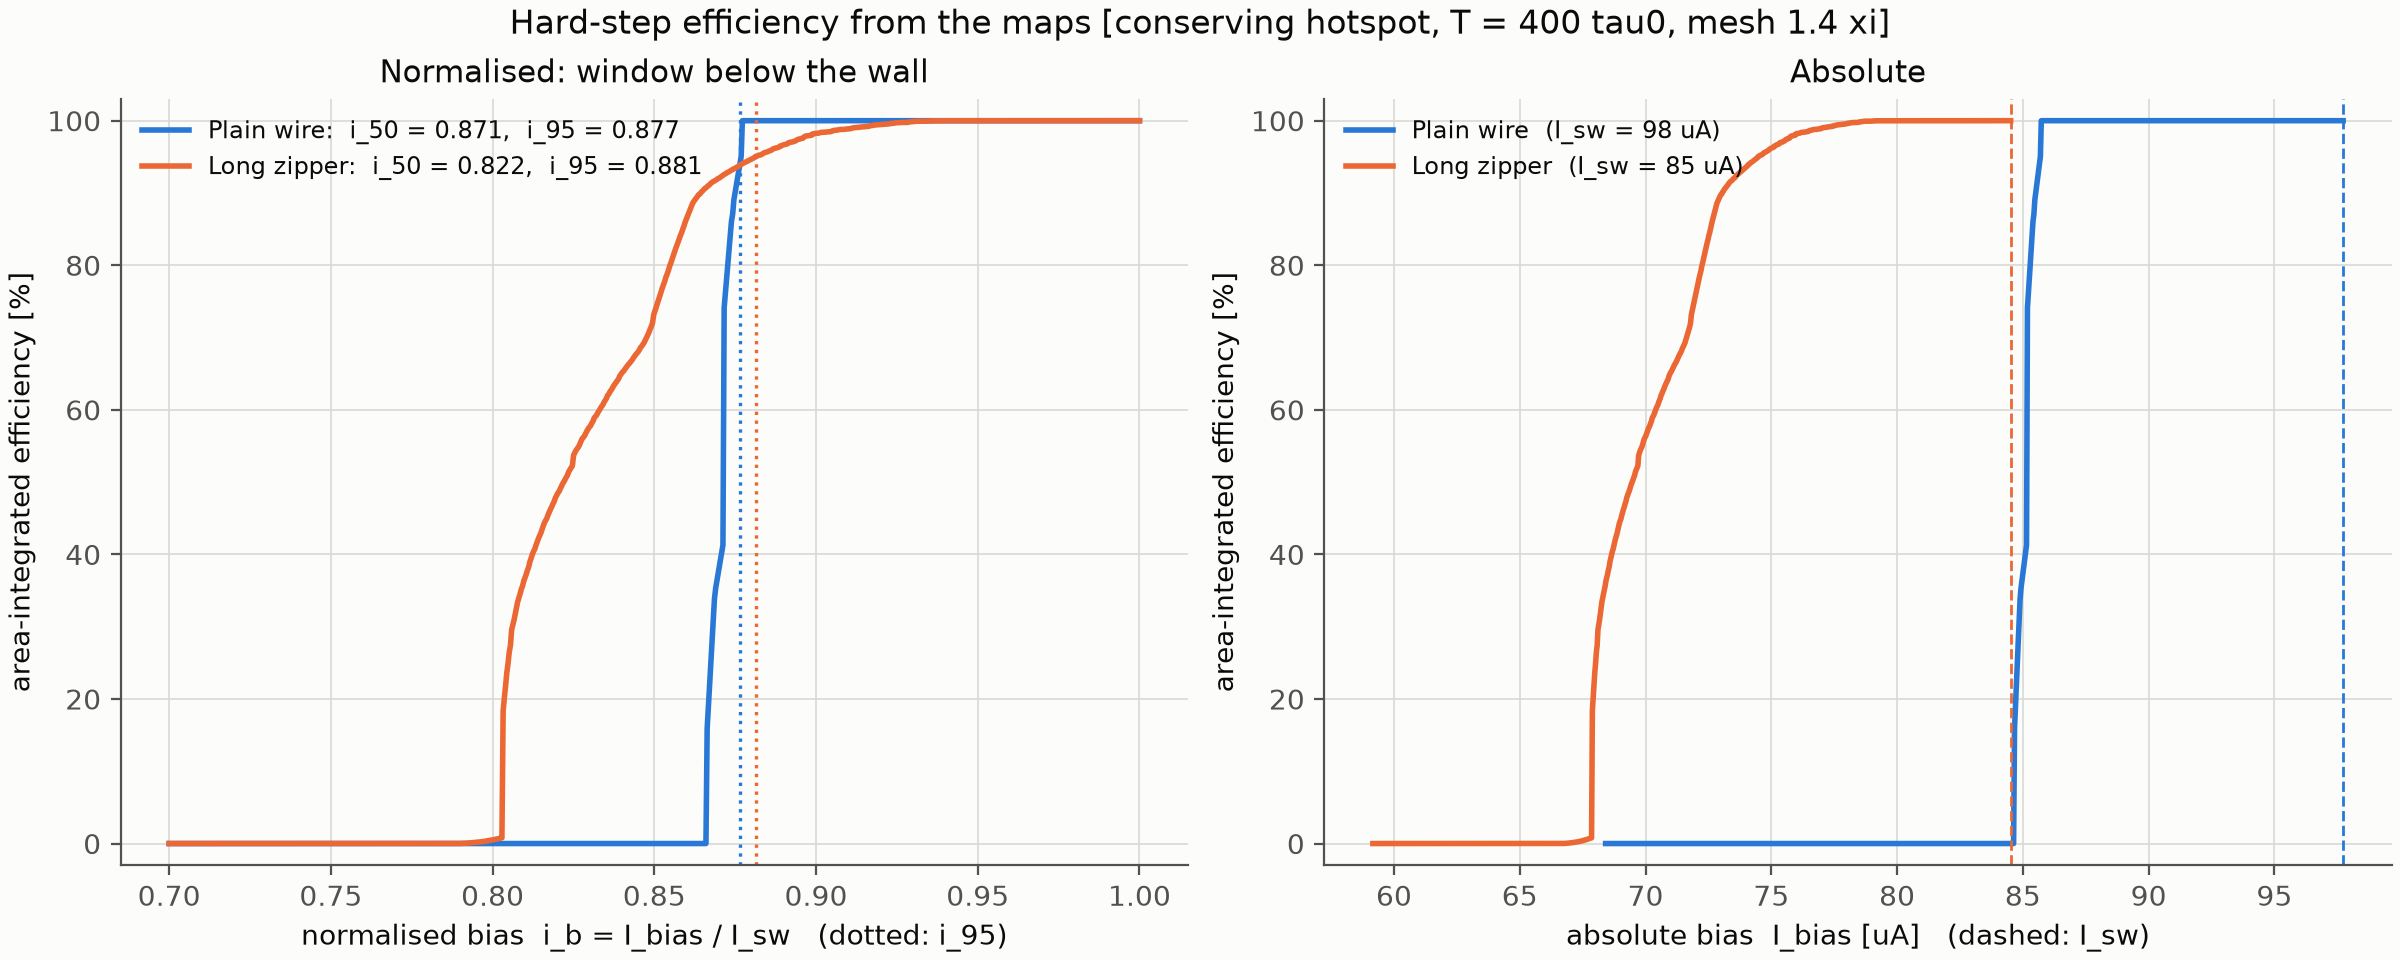 Hard-step efficiency from the maps [conserving hotspot, T = 400 tau0, mesh 1.4 xi]
Normalised: window below the wall
area-integrated efficiency [%]
100
80
60
40
20
0
Plain wire:  i_50 = 0.871,  i_95 = 0.877
Long zipper:  i_50 = 0.822,  i_95 = 0.881
0.70
0.75
0.80
0.85
0.90
0.95
1.00
normalised bias  i_b = I_bias / I_sw   (dotted: i_95)
Absolute
area-integrated efficiency [%]
100
80
60
40
20
0
Plain wire  (I_sw = 98 uA)
Long zipper  (I_sw = 85 uA)
60
65
70
75
80
85
90
95
absolute bias  I_bias [uA]   (dashed: I_sw)